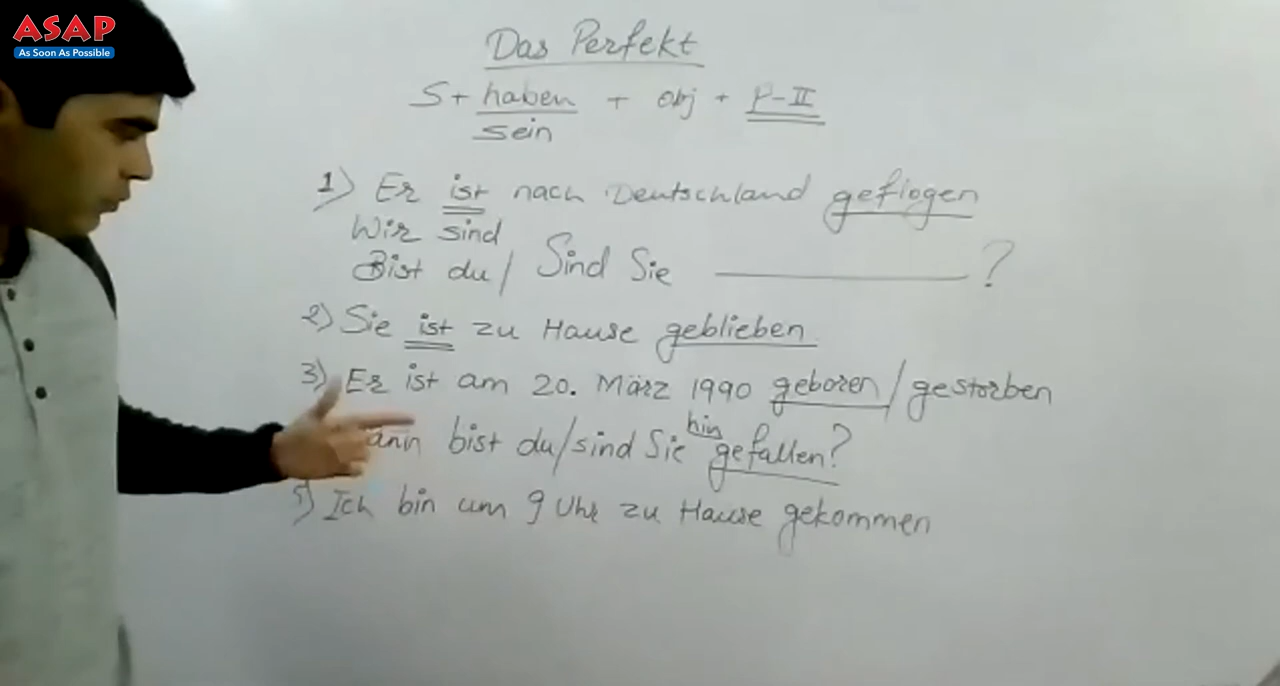 ASAP
As Soon As Possible
Das Perfekt
S + haben + obj + P-II
sein
1) Er ist nach Deutschland geflogen
Wir sind
Bist du / Sind Sie ?
2) Sie ist zu Hause geblieben.
3) Er ist am 20. März 1990 geboren / gestorben
bist du / sind Sie hin gefallen?
5) Ich bin um 9 Uhr zu Hause gekommen